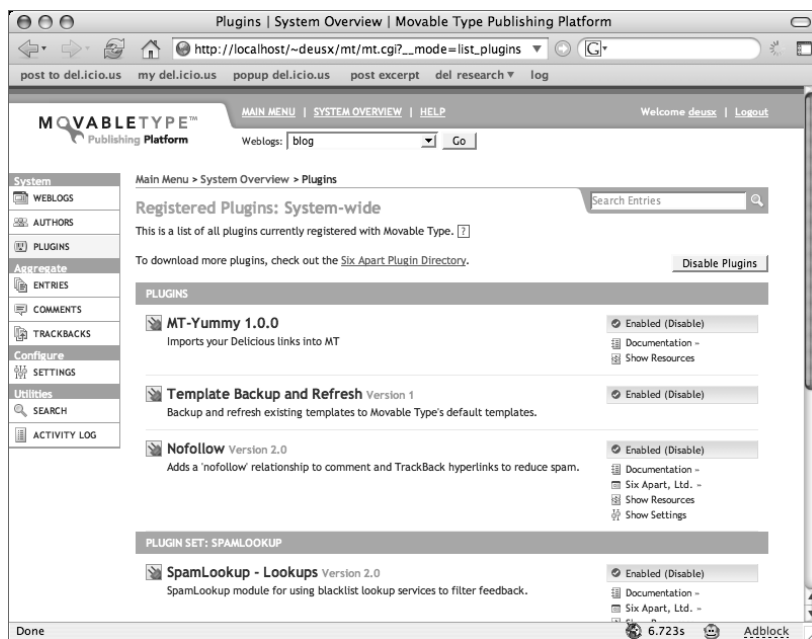 Plugins | System Overview | Movable Type Publishing Platform
http://localhost/~deusx/mt/mt.cgi?__mode=list_plugins
G
post to del.icio.us my del.icio.us popup del.icio.us post excerpt del research log
MOVABLETYPE™
Publishing Platform
MAIN MENU | SYSTEM OVERVIEW | HELP
Welcome deusx | Logout
Weblogs: blog Go
System
WEBLOGS
AUTHORS
PLUGINS
Aggregate
ENTRIES
COMMENTS
TRACKBACKS
Configure
SETTINGS
Utilities
SEARCH
ACTIVITY LOG
Main Menu > System Overview > Plugins
Registered Plugins: System-wide
Search Entries
This is a list of all plugins currently registered with Movable Type. ?
To download more plugins, check out the Six Apart Plugin Directory.
Disable Plugins
PLUGINS
MT-Yummy 1.0.0
Imports your Delicious links into MT
Enabled (Disable)
Documentation -
Show Resources
Template Backup and Refresh Version 1
Backup and refresh existing templates to Movable Type's default templates.
Enabled (Disable)
Nofollow Version 2.0
Adds a 'nofollow' relationship to comment and TrackBack hyperlinks to reduce spam.
Enabled (Disable)
Documentation -
Six Apart, Ltd. -
Show Resources
Show Settings
PLUGIN SET: SPAMLOOKUP
SpamLookup - Lookups Version 2.0
SpamLookup module for using blacklist lookup services to filter feedback.
Enabled (Disable)
Documentation -
Six Apart, Ltd. -
Done
6.723s
Adblock